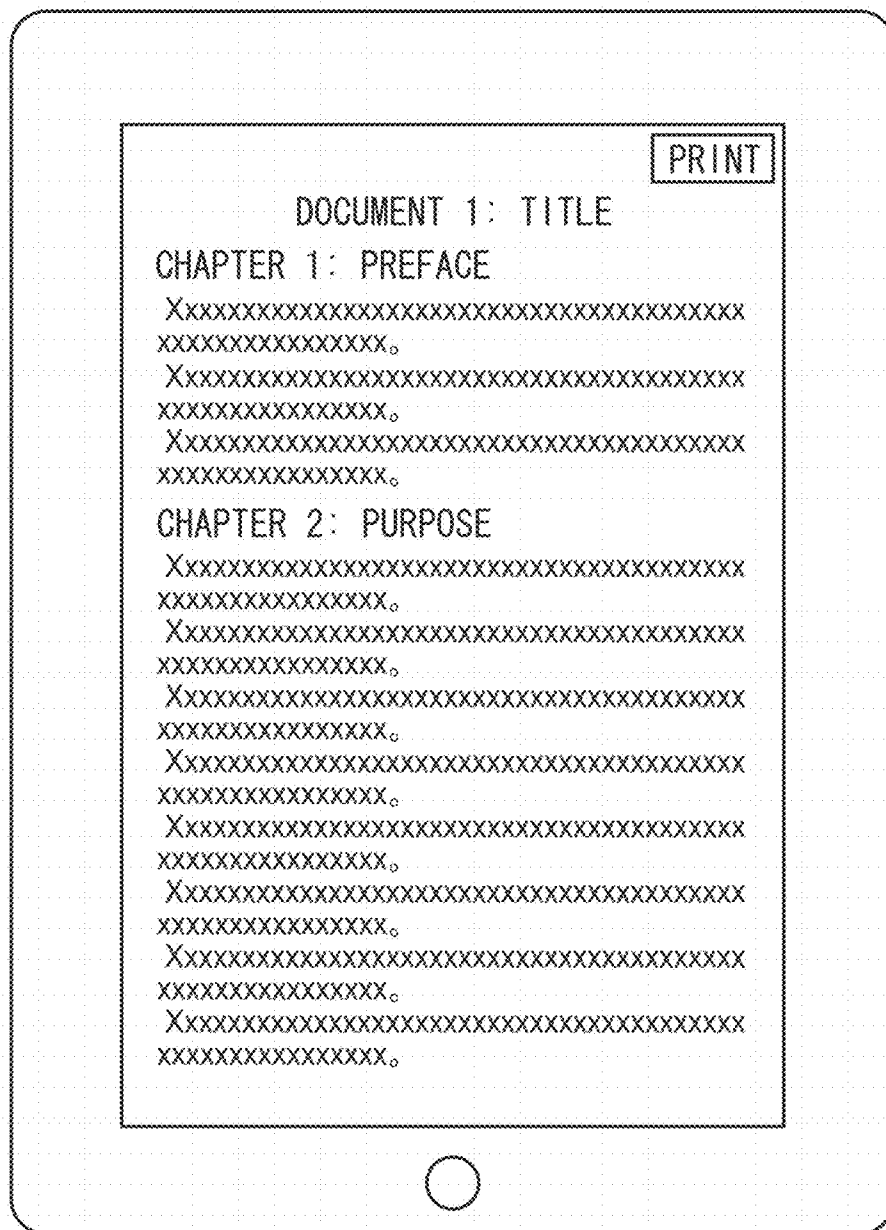 PRINT
DOCUMENT 1: TITLE
CHAPTER 1: PREFACE
Xxxxxxxxxxxxxxxxxxxxxxxxxxxxxxxxxxxxxxxx
xxxxxxxxxxxxxxxx。
Xxxxxxxxxxxxxxxxxxxxxxxxxxxxxxxxxxxxxxxx
xxxxxxxxxxxxxxxx。
Xxxxxxxxxxxxxxxxxxxxxxxxxxxxxxxxxxxxxxxx
xxxxxxxxxxxxxxxx。
CHAPTER 2: PURPOSE
Xxxxxxxxxxxxxxxxxxxxxxxxxxxxxxxxxxxxxxxx
xxxxxxxxxxxxxxxx。
Xxxxxxxxxxxxxxxxxxxxxxxxxxxxxxxxxxxxxxxx
xxxxxxxxxxxxxxxx。
Xxxxxxxxxxxxxxxxxxxxxxxxxxxxxxxxxxxxxxxx
xxxxxxxxxxxxxxxx。
Xxxxxxxxxxxxxxxxxxxxxxxxxxxxxxxxxxxxxxxx
xxxxxxxxxxxxxxxx。
Xxxxxxxxxxxxxxxxxxxxxxxxxxxxxxxxxxxxxxxx
xxxxxxxxxxxxxxxx。
Xxxxxxxxxxxxxxxxxxxxxxxxxxxxxxxxxxxxxxxx
xxxxxxxxxxxxxxxx。
Xxxxxxxxxxxxxxxxxxxxxxxxxxxxxxxxxxxxxxxx
xxxxxxxxxxxxxxxx。
Xxxxxxxxxxxxxxxxxxxxxxxxxxxxxxxxxxxxxxxx
xxxxxxxxxxxxxxxx。